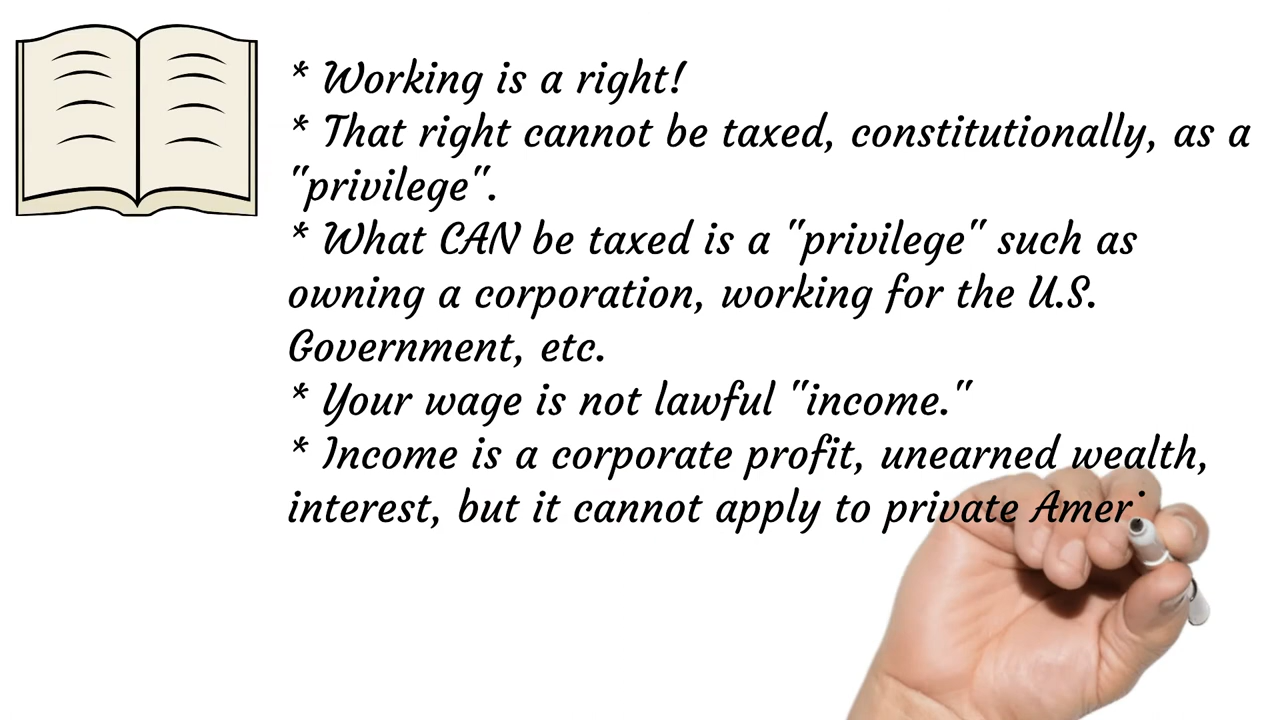 * Working is a right!
* That right cannot be taxed, constitutionally, as a
"privilege".
* What CAN be taxed is a "privilege" such as
owning a corporation, working for the U.S.
Government, etc.
* Your wage is not lawful "income."
* Income is a corporate profit, unearned wealth,
interest, but it cannot apply to private Amer